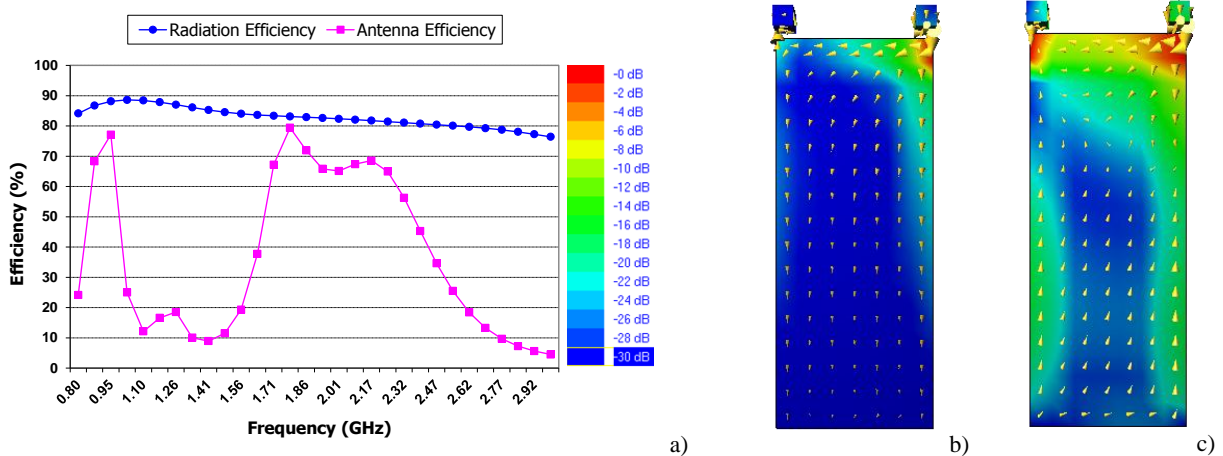 Radiation Efficiency Antenna Efficiency
100
90
80
70
60
50
40
30
20
10
0
Efficiency (%)
0.80 0.95 1.10 1.26 1.41 1.56 1.71 1.86 2.01 2.17 2.32 2.47 2.62 2.77 2.92
Frequency (GHz)
-0 dB
-2 dB
-4 dB
-6 dB
-8 dB
-10 dB
-12 dB
-14 dB
-16 dB
-18 dB
-20 dB
-22 dB
-24 dB
-26 dB
-28 dB
-30 dB
a) b) c)